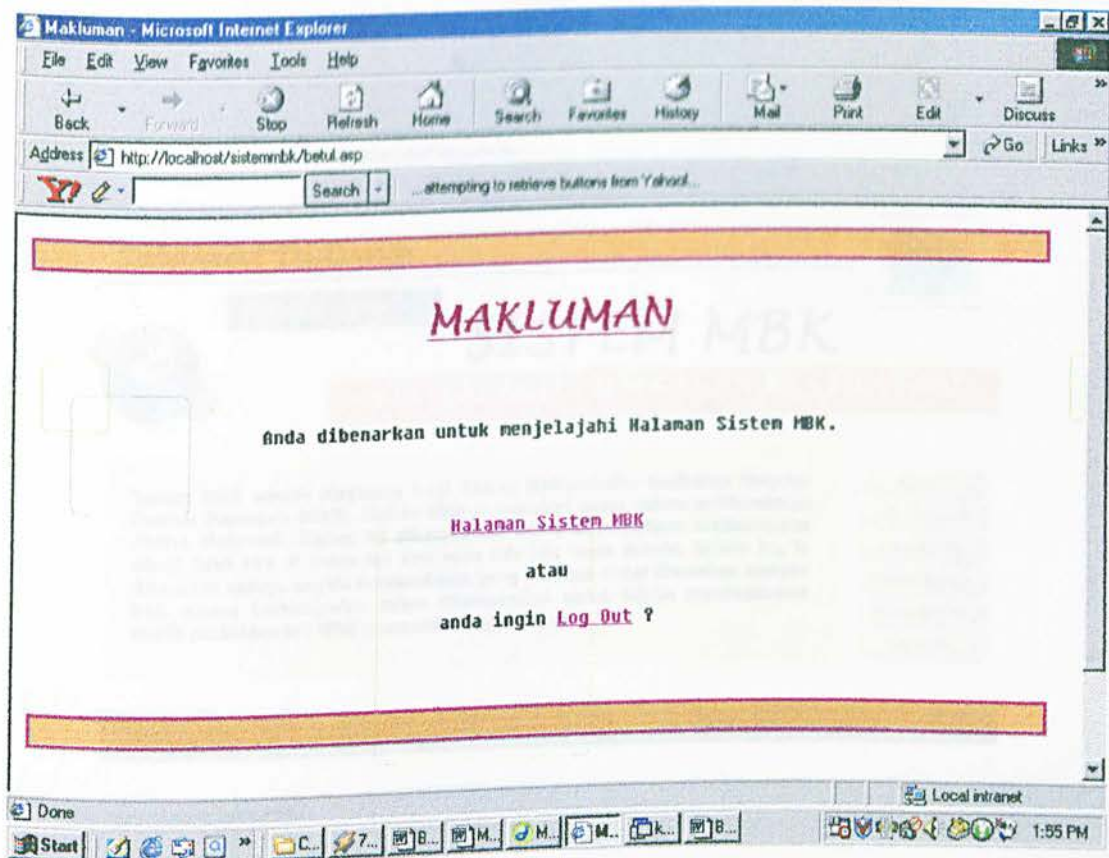 Makluman - Microsoft Internet Explorer
File Edit View Favorites Tools Help
Back Forward Stop Refresh Home Search Favorites History Mail Print Edit Discuss »
Address http://localhost/sistemmbk/betul.asp Go Links »
Y! Search ...attempting to retrieve buttons from Yahoo!...
MAKLUMAN
Anda dibenarkan untuk menjelajahi Halaman Sistem MBK.
Halaman Sistem MBK
atau
anda ingin Log Out ?
Done Local intranet
Start » C... 7... B... M... M... M... k... B... 1:55 PM